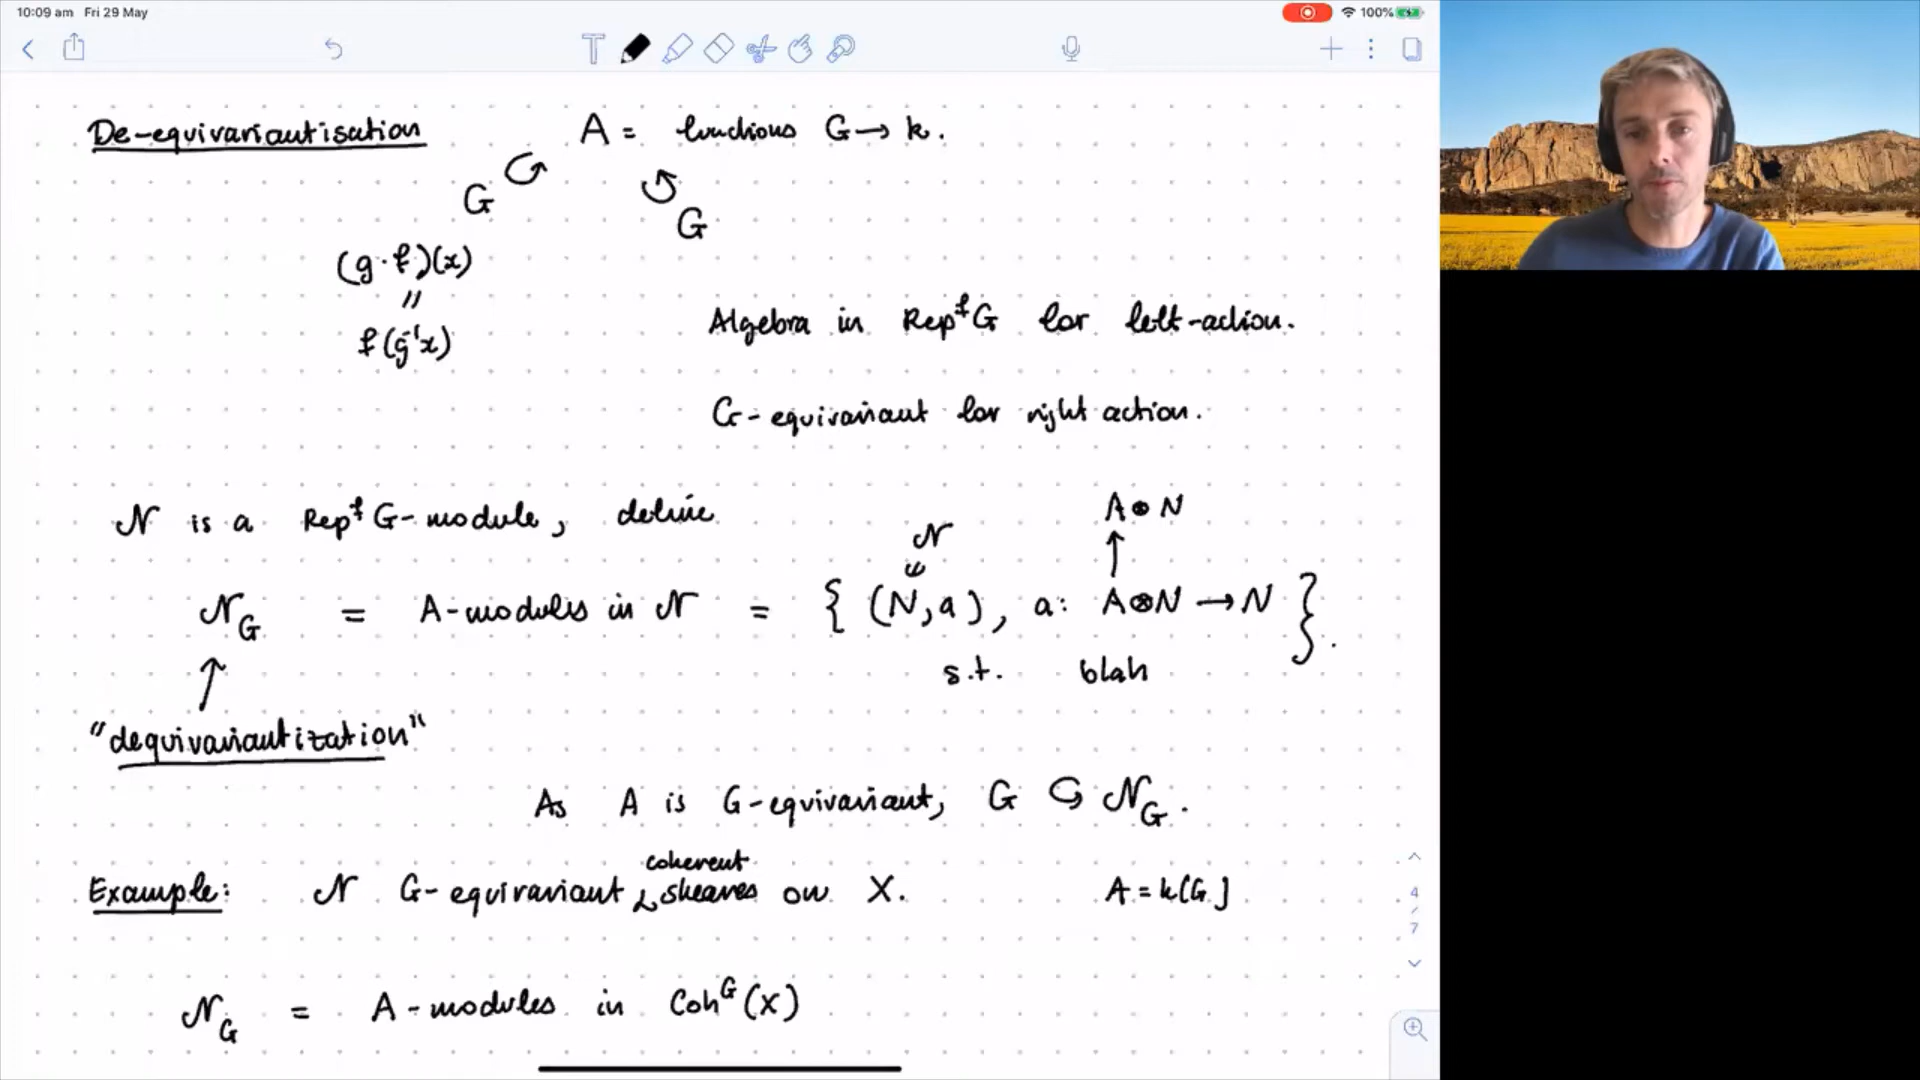 10:09 am Fri 29 May
100%
De-equivariantisation
A = functions G → k.
G
G
(g·f)(x)
=
f(g⁻¹x)
Algebra in Rep^f G for left-action.
G-equivariant for right action.
𝒩 is a Rep^f G-module, define
𝒩_G = A-modules in 𝒩 = { (N,a), a: A⊗N → N }.
𝒩
A⊗N
s.t. blah
"dequivariantization"
As A is G-equivariant, G ↺ 𝒩_G.
coherent
Example: 𝒩 G-equivariant sheaves on X. A = k[G]
𝒩_G = A-modules in Coh^G(X)
4
/
7